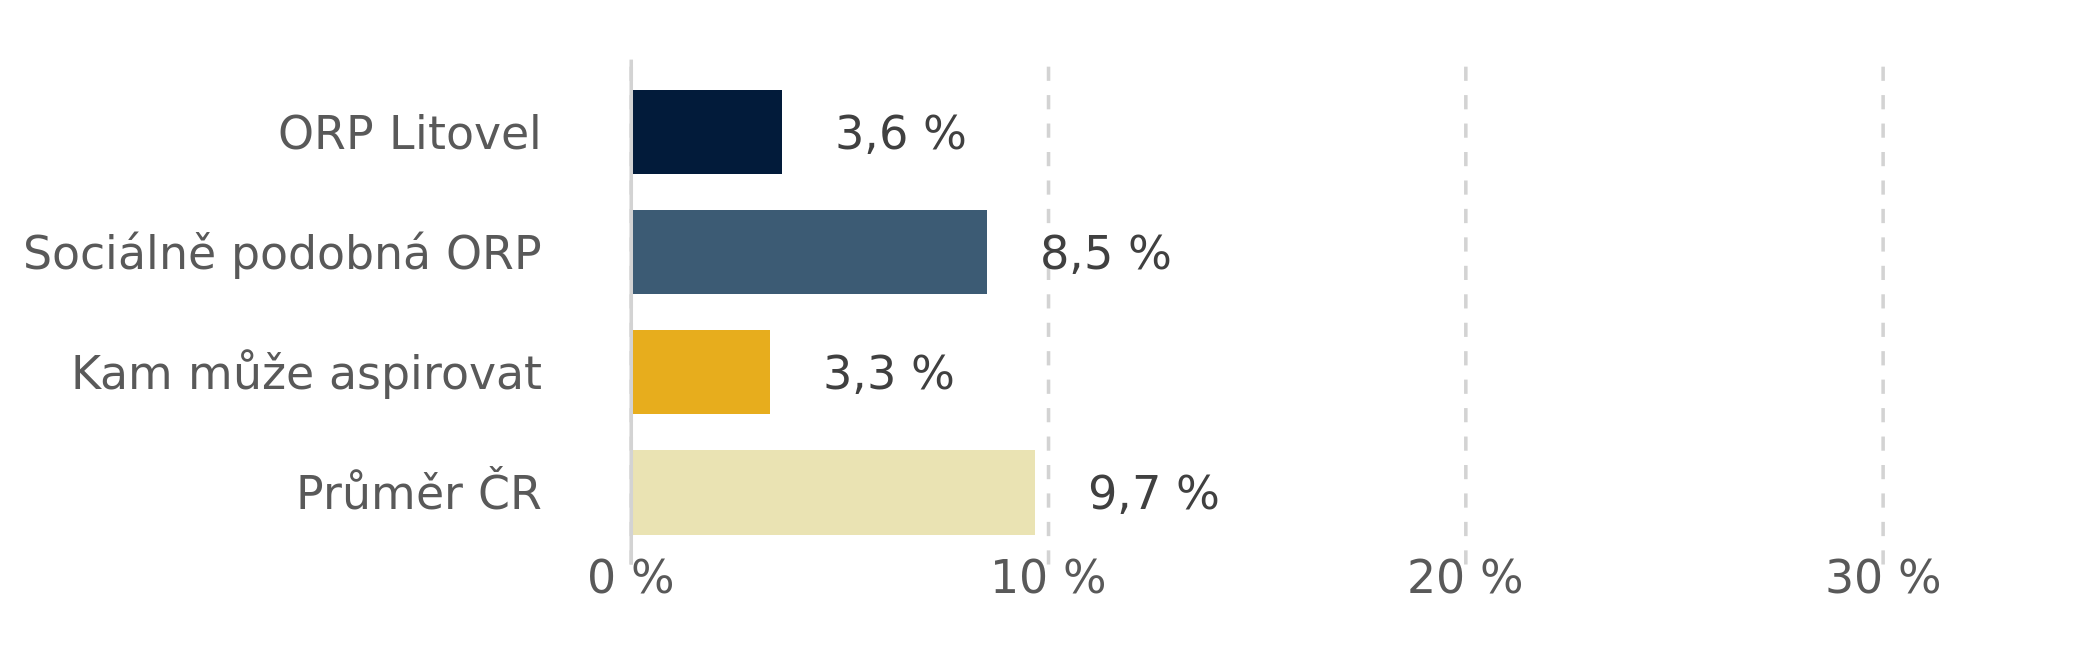 ORP Litovel 3,6 %
Sociálně podobná ORP 8,5 %
Kam může aspirovat 3,3 %
Průměr ČR 9,7 %
0 % 10 % 20 % 30 %